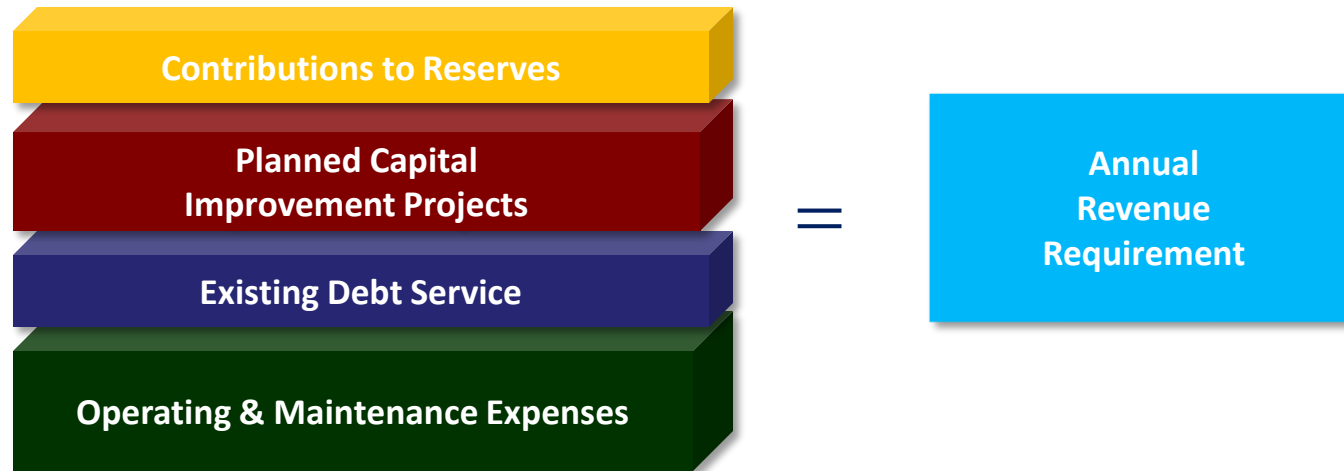 Contributions to Reserves
Planned Capital
Improvement Projects
Existing Debt Service
Operating & Maintenance Expenses
=
Annual
Revenue
Requirement